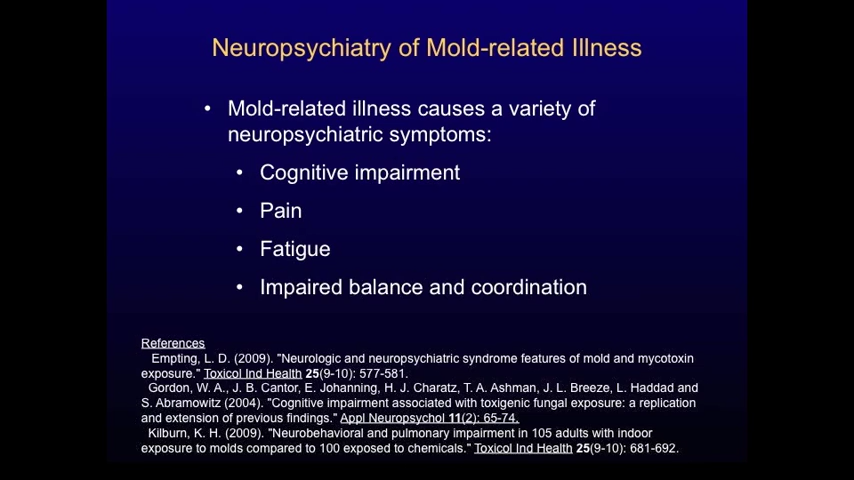 Neuropsychiatry of Mold-related Illness
• Mold-related illness causes a variety of
neuropsychiatric symptoms:
• Cognitive impairment
• Pain
• Fatigue
• Impaired balance and coordination
References
Empting, L. D. (2009). "Neurologic and neuropsychiatric syndrome features of mold and mycotoxin
exposure." Toxicol Ind Health 25(9-10): 577-581.
Gordon, W. A., J. B. Cantor, E. Johanning, H. J. Charatz, T. A. Ashman, J. L. Breeze, L. Haddad and
S. Abramowitz (2004). "Cognitive impairment associated with toxigenic fungal exposure: a replication
and extension of previous findings." Appl Neuropsychol 11(2): 65-74.
Kilburn, K. H. (2009). "Neurobehavioral and pulmonary impairment in 105 adults with indoor
exposure to molds compared to 100 exposed to chemicals." Toxicol Ind Health 25(9-10): 681-692.